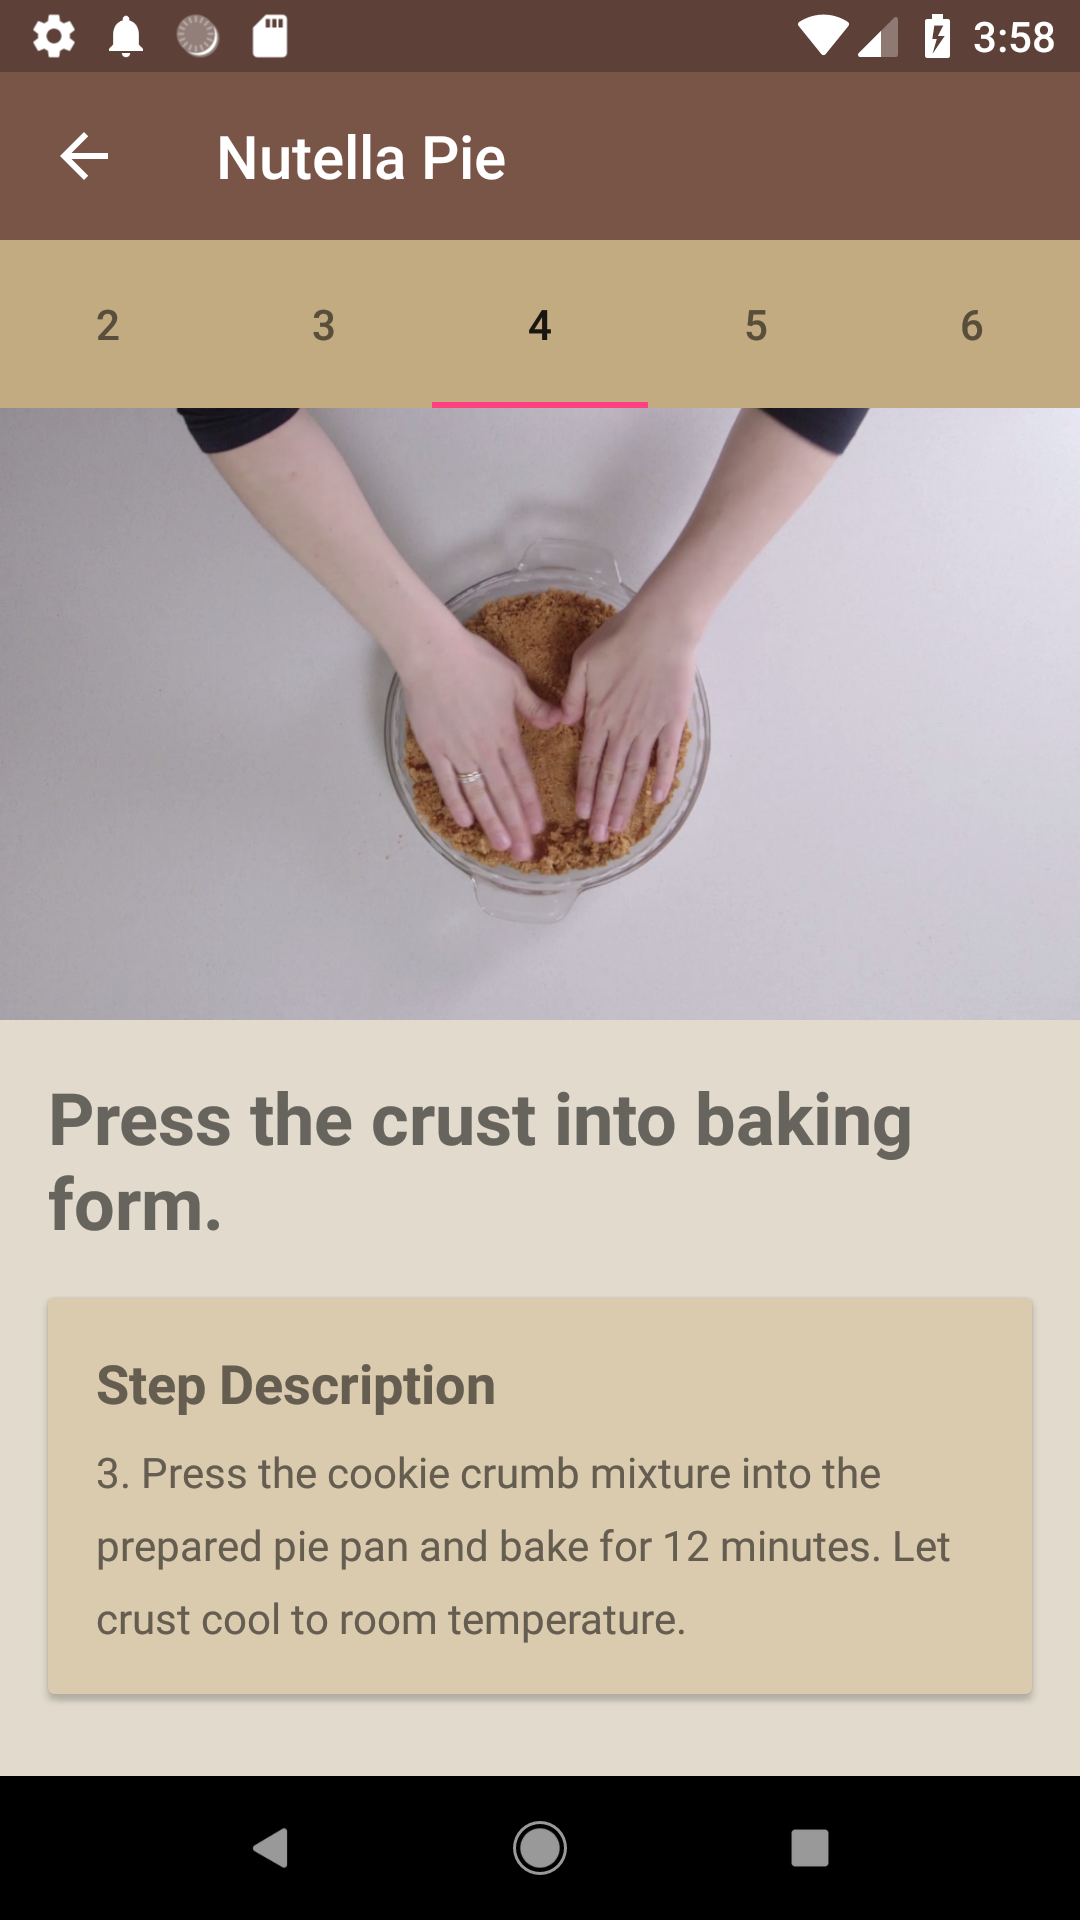 3:58
Nutella Pie
2 3 4 5 6
Press the crust into baking
form.
Step Description
3. Press the cookie crumb mixture into the
prepared pie pan and bake for 12 minutes. Let
crust cool to room temperature.